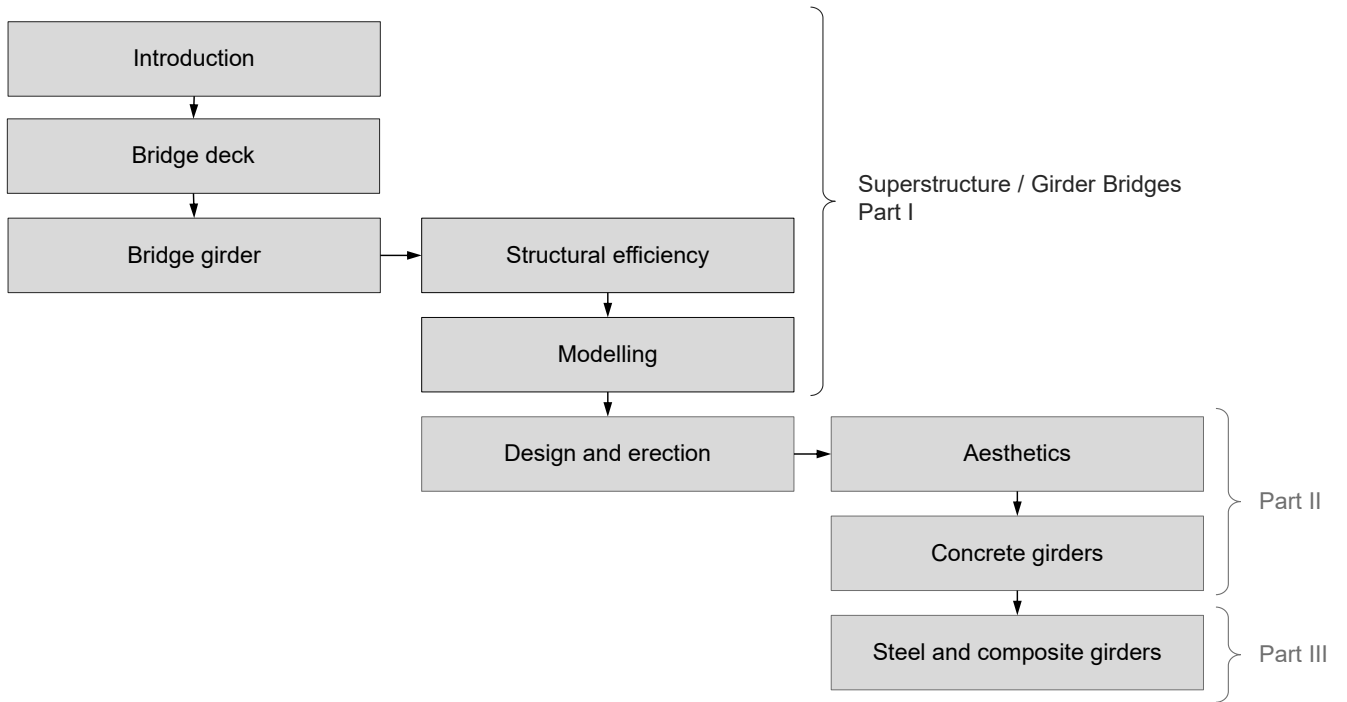 Introduction
Bridge deck
Bridge girder
Structural efficiency
Modelling
Superstructure / Girder Bridges
Part I
Design and erection
Aesthetics
Concrete girders
Part II
Steel and composite girders
Part III